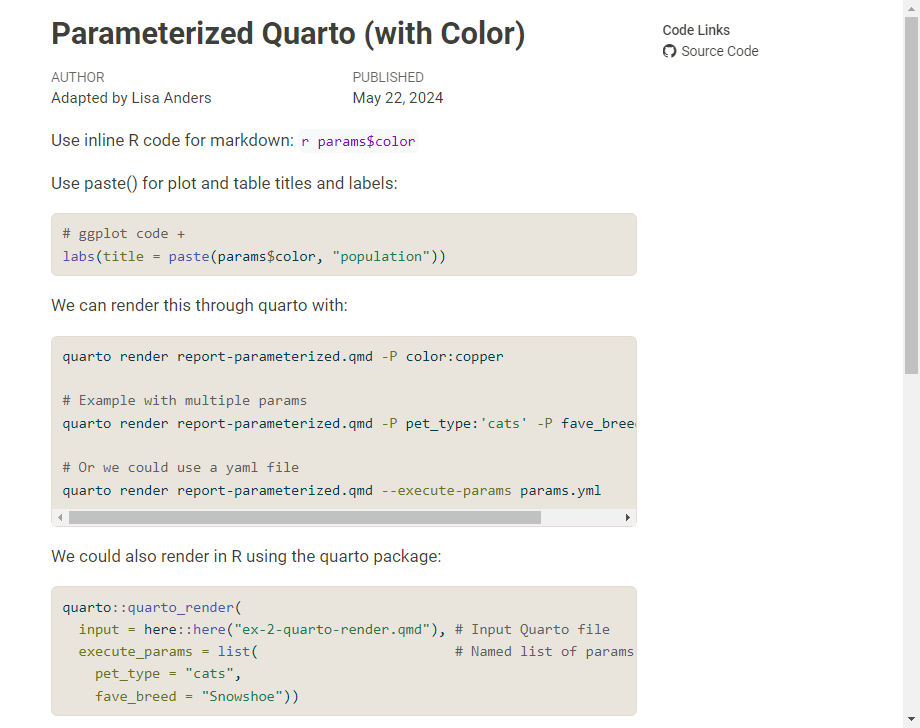 Parameterized Quarto (with Color)
Code Links
Source Code
AUTHOR
PUBLISHED
Adapted by Lisa Anders
May 22, 2024
Use inline R code for markdown: r params$color
Use paste() for plot and table titles and labels:
# ggplot code +
labs(title = paste(params$color, "population"))
We can render this through quarto with:
quarto render report-parameterized.qmd -P color:copper
# Example with multiple params
quarto render report-parameterized.qmd -P pet_type:'cats' -P fave_bree
# Or we could use a yaml file
quarto render report-parameterized.qmd --execute-params params.yml
We could also render in R using the quarto package:
quarto::quarto_render(
  input = here::here("ex-2-quarto-render.qmd"), # Input Quarto file
  execute_params = list(                        # Named list of params
    pet_type = "cats",
    fave_breed = "Snowshoe"))